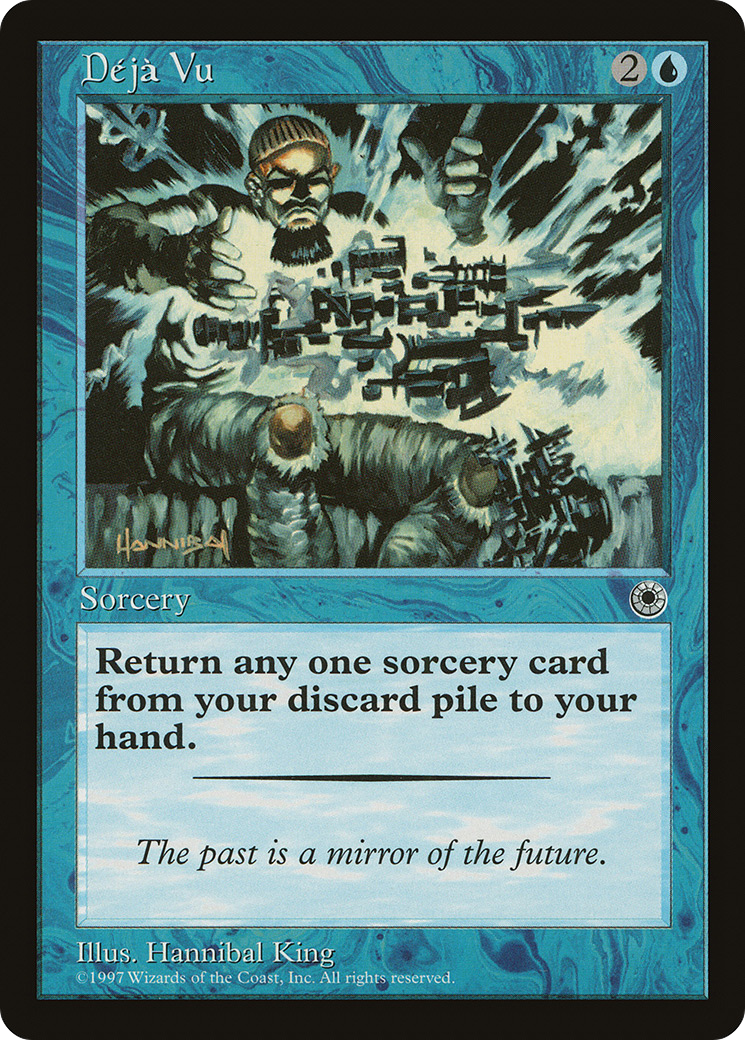 Déjà Vu 2
HANNIBAL
Sorcery
Return any one sorcery card
from your discard pile to your
hand.
The past is a mirror of the future.
Illus. Hannibal King
©1997 Wizards of the Coast, Inc. All rights reserved.